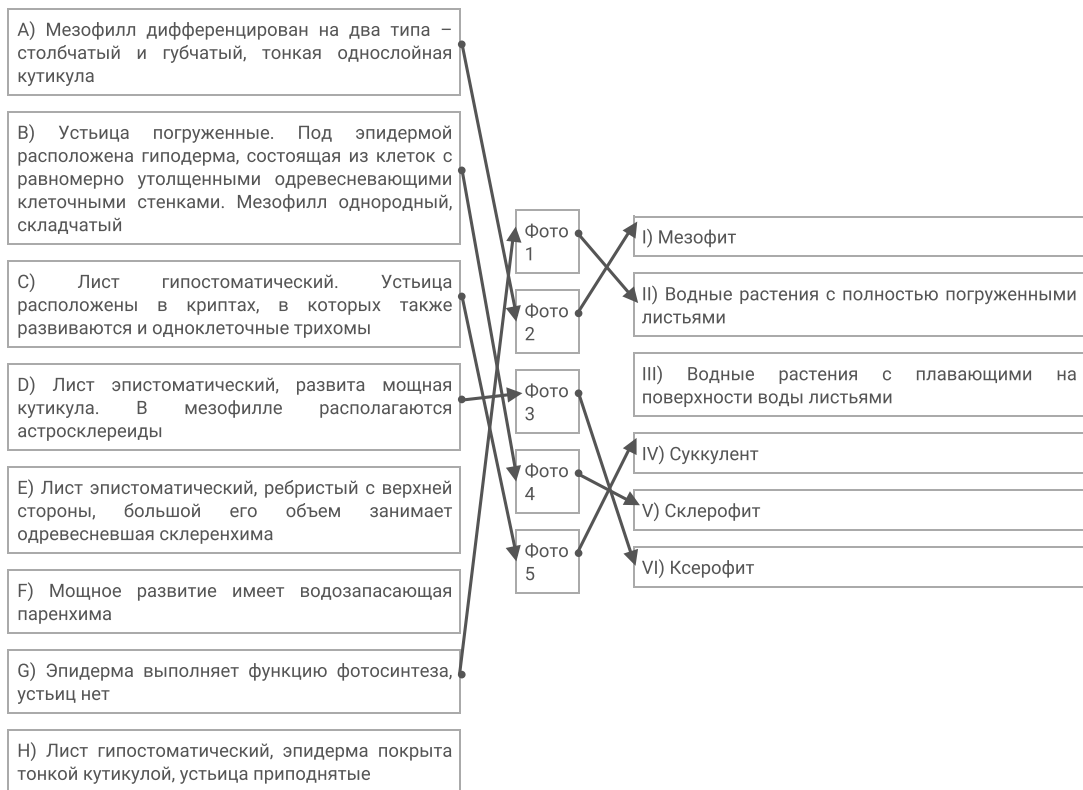 A) Мезофилл дифференцирован на два типа –
столбчатый и губчатый, тонкая однослойная
кутикула
B) Устьица погруженные. Под эпидермой
расположена гиподерма, состоящая из клеток с
равномерно утолщенными одревесневающими
клеточными стенками. Мезофилл однородный,
складчатый
C) Лист гипостоматический. Устьица
расположены в криптах, в которых также
развиваются и одноклеточные трихомы
D) Лист эпистоматический, развита мощная
кутикула. В мезофилле располагаются
астросклереиды
E) Лист эпистоматический, ребристый с верхней
стороны, большой его объем занимает
одревесневшая склеренхима
F) Мощное развитие имеет водозапасающая
паренхима
G) Эпидерма выполняет функцию фотосинтеза,
устьиц нет
H) Лист гипостоматический, эпидерма покрыта
тонкой кутикулой, устьица приподнятые
Фото
1
Фото
2
Фото
3
Фото
4
Фото
5
I) Мезофит
II) Водные растения с полностью погруженными
листьями
III) Водные растения с плавающими на
поверхности воды листьями
IV) Суккулент
V) Склерофит
VI) Ксерофит